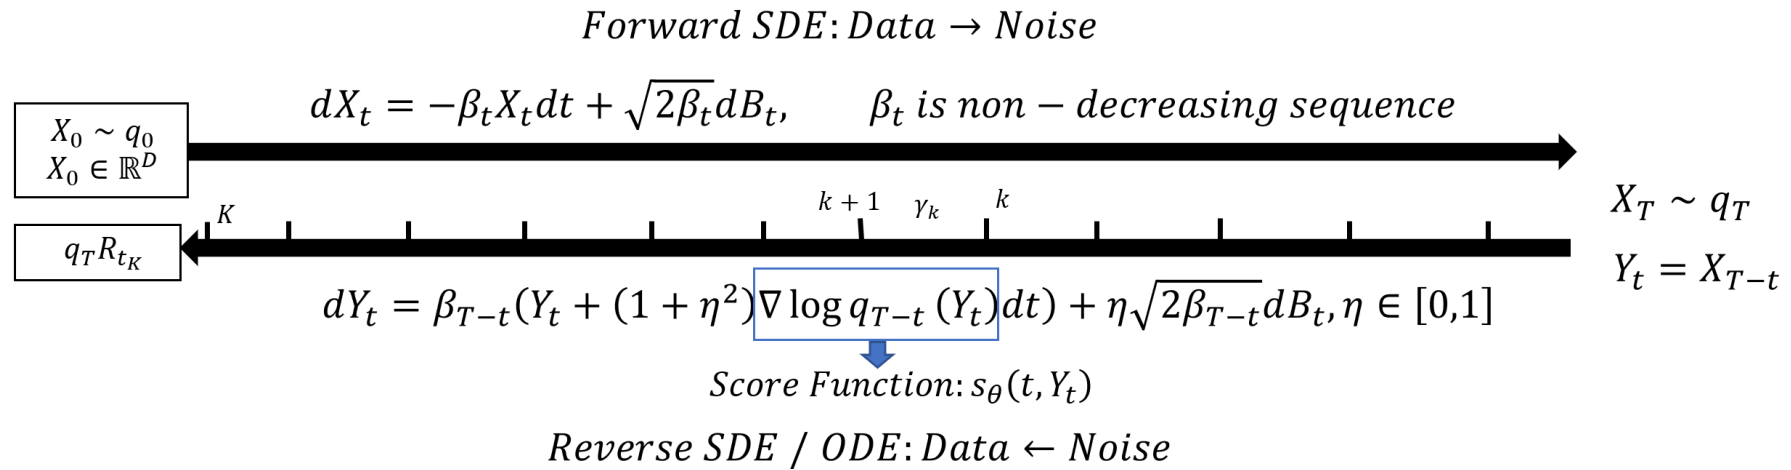 Forward SDE: Data → Noise
dX_t = −β_t X_t dt + √(2β_t) dB_t, β_t is non − decreasing sequence
X_0 ~ q_0
X_0 ∈ ℝ^D
K
k + 1
γ_k
k
X_T ~ q_T
q_T R_{t_K}
Y_t = X_{T−t}
dY_t = β_{T−t}(Y_t + (1 + η²)∇ log q_{T−t} (Y_t)dt) + η√(2β_{T−t})dB_t, η ∈ [0,1]
Score Function: s_θ(t, Y_t)
Reverse SDE / ODE: Data ← Noise